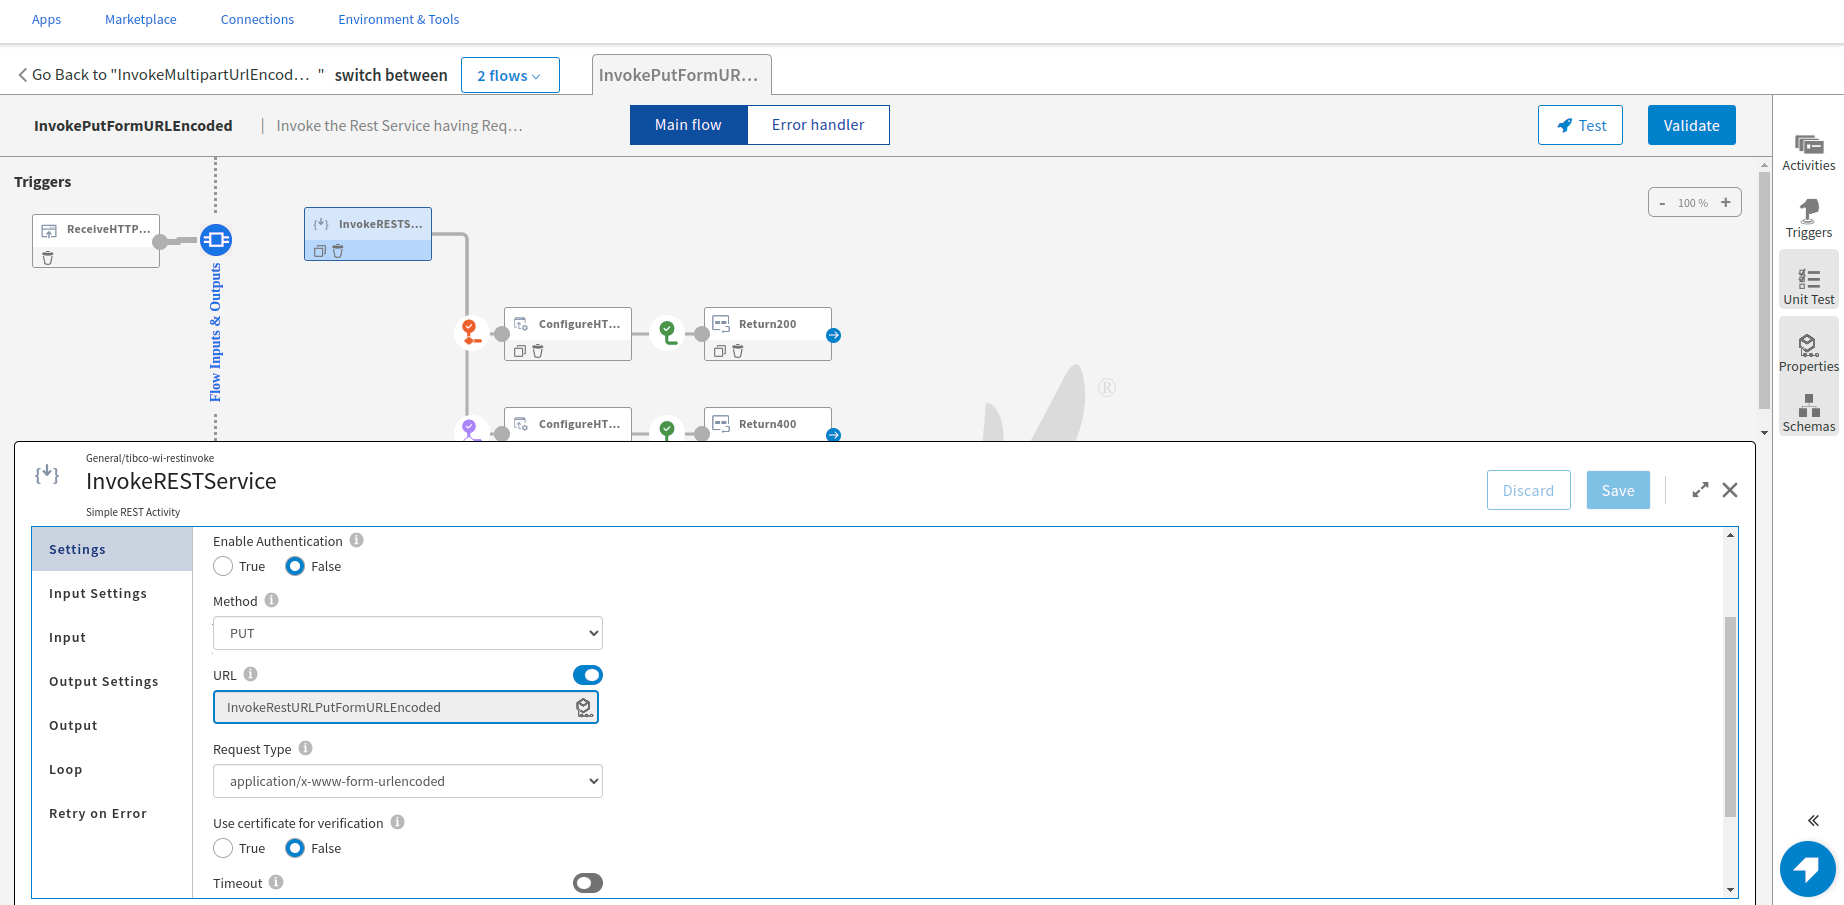 Apps Marketplace Connections Environment & Tools
Go Back to "InvokeMultipartUrlEncod... " switch between 2 flows InvokePutFormUR...
InvokePutFormURLEncoded | Invoke the Rest Service having Req... Main flow Error handler Test Validate
Triggers
ReceiveHTTP...
Flow Inputs & Outputs
InvokeRESTS...
- 100 % +
ConfigureHT... Return200
ConfigureHT... Return400
®
Activities
Triggers
Unit Test
Properties
Schemas
General/tibco-wi-restinvoke
InvokeRESTService
Simple REST Activity
Discard Save
Settings
Input Settings
Input
Output Settings
Output
Loop
Retry on Error
Enable Authentication
True False
Method
PUT
URL
InvokeRestURLPutFormURLEncoded
Request Type
application/x-www-form-urlencoded
Use certificate for verification
True False
Timeout